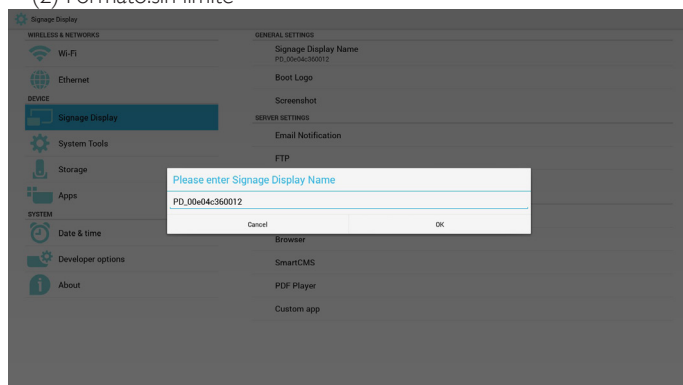 (2) Formato:sin límite
Signage Display
WIRELESS & NETWORKS
Wi-Fi
Ethernet
DEVICE
Signage Display
System Tools
Storage
Apps
SYSTEM
Date & time
Developer options
About
GENERAL SETTINGS
Signage Display Name
PD_00e04c360012
Boot Logo
Screenshot
SERVER SETTINGS
Email Notification
FTP
Please enter Signage Display Name
PD_00e04c360012
Cancel
OK
Browser
SmartCMS
PDF Player
Custom app